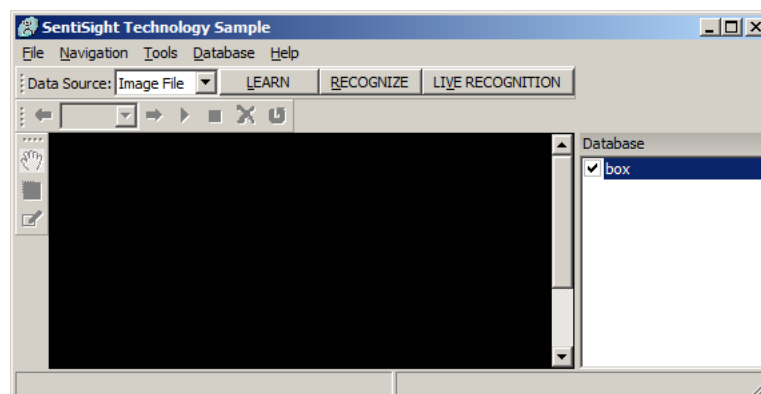 SentiSight Technology Sample
File Navigation Tools Database Help
Data Source: Image File LEARN RECOGNIZE LIVE RECOGNITION
Database
box